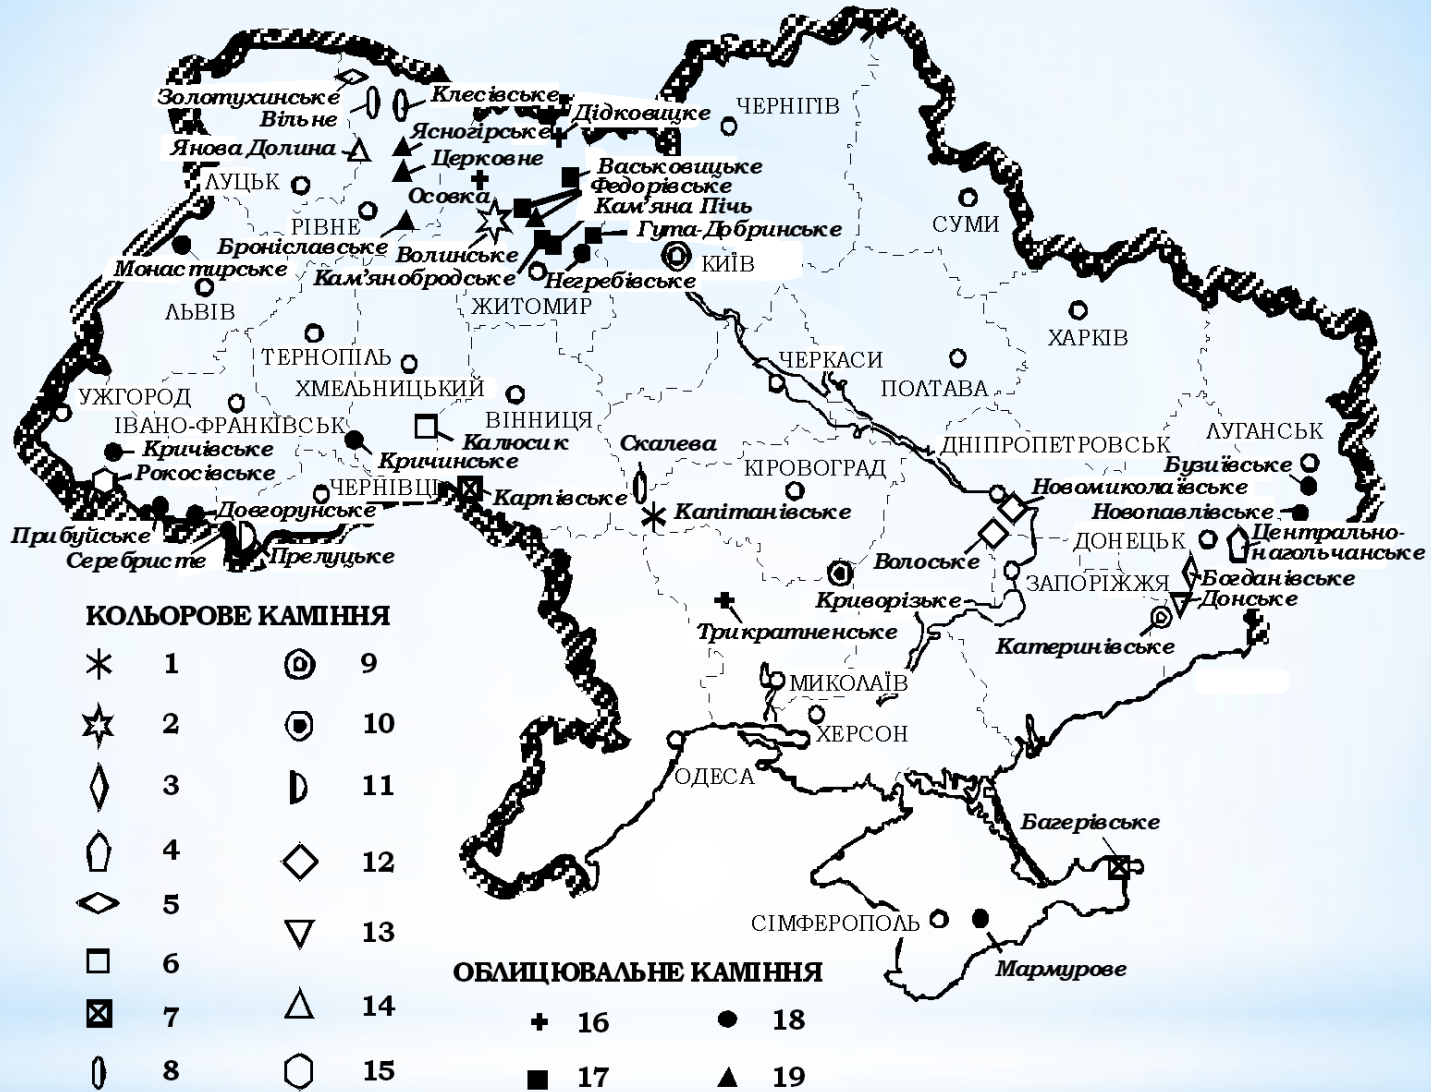 ЧЕРНІГІВ
Золотухинське
Клесівське
Вільне
Дідковицке
Ясногірське
Янова Долина
Церковне
Васьковицьке
ЛУЦЬК
Осовка
Федорівське
Кам'яна Пічь
РІВНЕ
СУМИ
Гута-Добринське
Броніславське
Волинське
Монастирське
Кам'янобродське
Негребівське
КИЇВ
ЛЬВІВ
ЖИТОМИР
ХАРКІВ
ТЕРНОПІЛЬ
ЧЕРКАСИ
ХМЕЛЬНИЦЬКИЙ
ПОЛТАВА
УЖГОРОД
ІВАНО-ФРАНКІВСЬК
ВІННИЦЯ
Кричівське
Калюсик
Скалева
ДНІПРОПЕТРОВСЬК
ЛУГАНСЬК
Рокосівське
Кричинське
КІРОВОГРАД
Бузиївське
ЧЕРНІВЦІ
Карпівське
Новомиколаївське
Довгорунське
Капітанівське
Новопавлівське
Прибуйське
Центрально-
нагольчанське
Серебристе
Прелуцьке
Волоське
ДОНЕЦЬК
ЗАПОРІЖЖЯ
Богданівське
Криворізьке
Донське
Трикратненське
Катеринівське
КОЛЬОРОВЕ КАМІННЯ
1 9
2 10
3 11
4 12
5 13
6 14
7 15
8
МИКОЛАЇВ
ХЕРСОН
ОДЕСА
Багерівське
СІМФЕРОПОЛЬ
Мармурове
ОБЛИЦЮВАЛЬНЕ КАМІННЯ
16 18
17 19